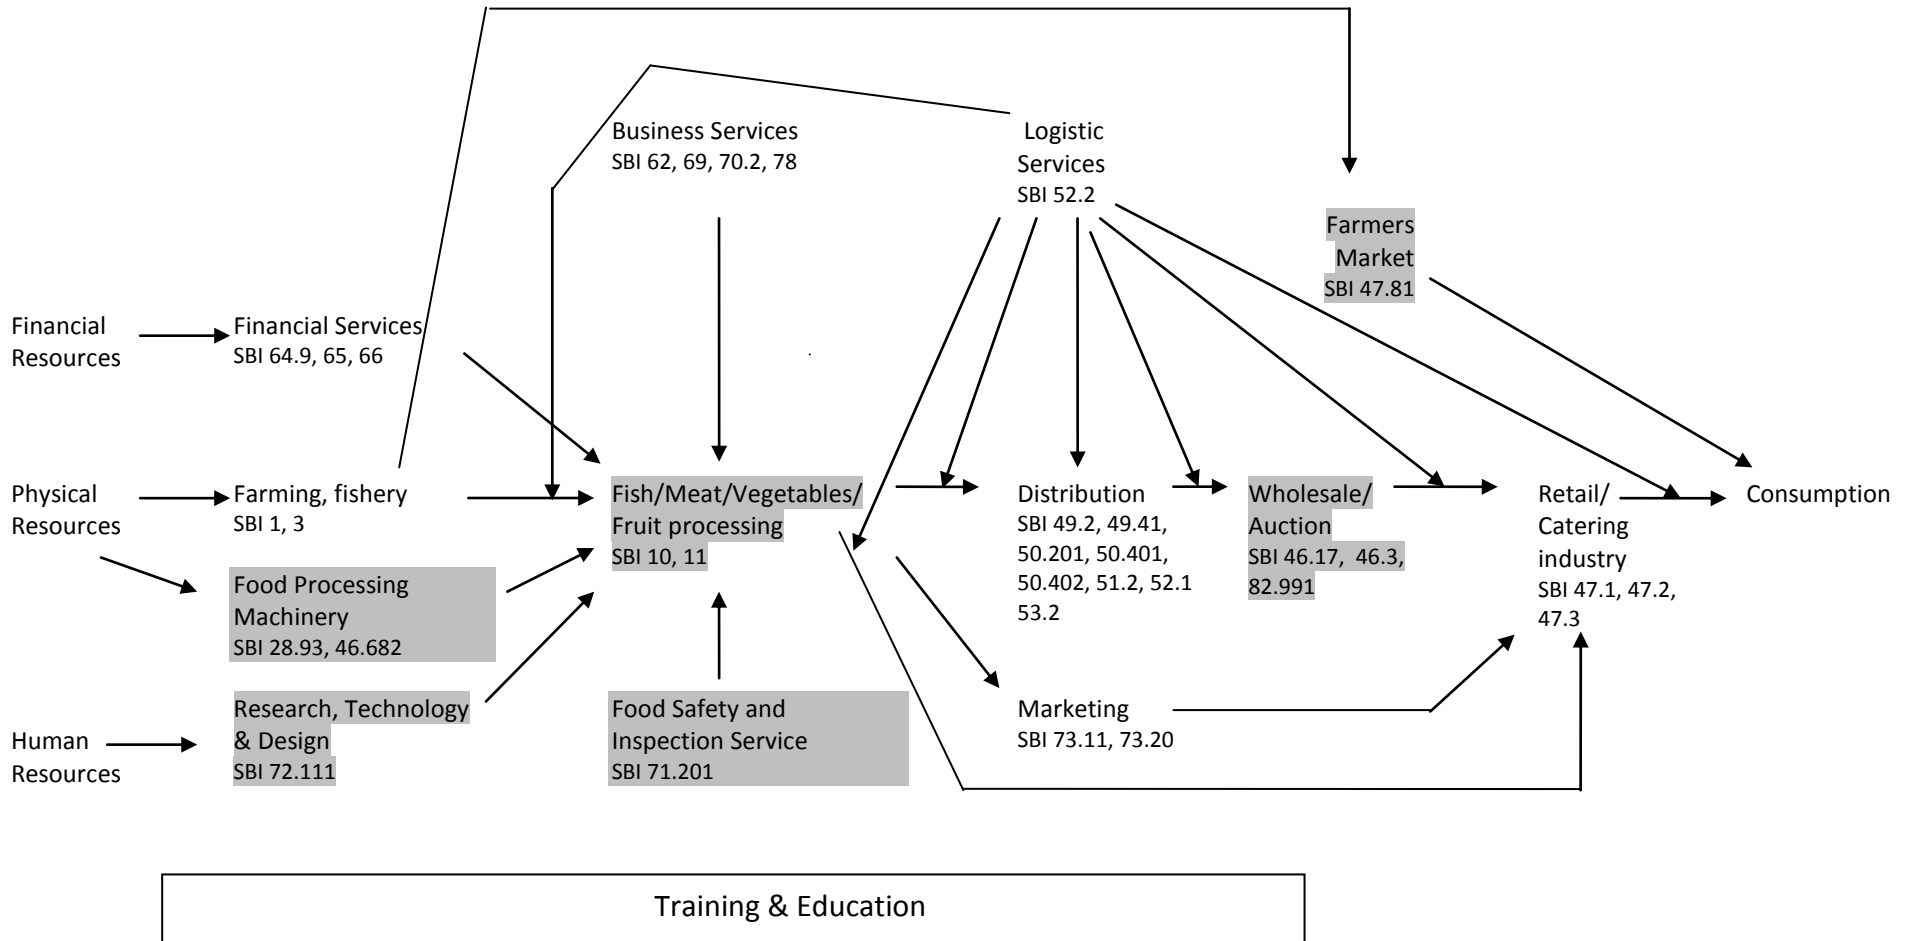 Business Services
SBI 62, 69, 70.2, 78
Logistic
Services
SBI 52.2
Farmers
Market
SBI 47.81
Financial
Resources
Financial Services
SBI 64.9, 65, 66
Physical
Resources
Farming, fishery
SBI 1, 3
Fish/Meat/Vegetables/
Fruit processing
SBI 10, 11
Distribution
SBI 49.2, 49.41,
50.201, 50.401,
50.402, 51.2, 52.1
53.2
Wholesale/
Auction
SBI 46.17,  46.3,
82.991
Retail/
Catering
industry
SBI 47.1, 47.2,
47.3
Consumption
Food Processing
Machinery
SBI 28.93, 46.682
Human
Resources
Research, Technology
& Design
SBI 72.111
Food Safety and
Inspection Service
SBI 71.201
Marketing
SBI 73.11, 73.20
Training & Education